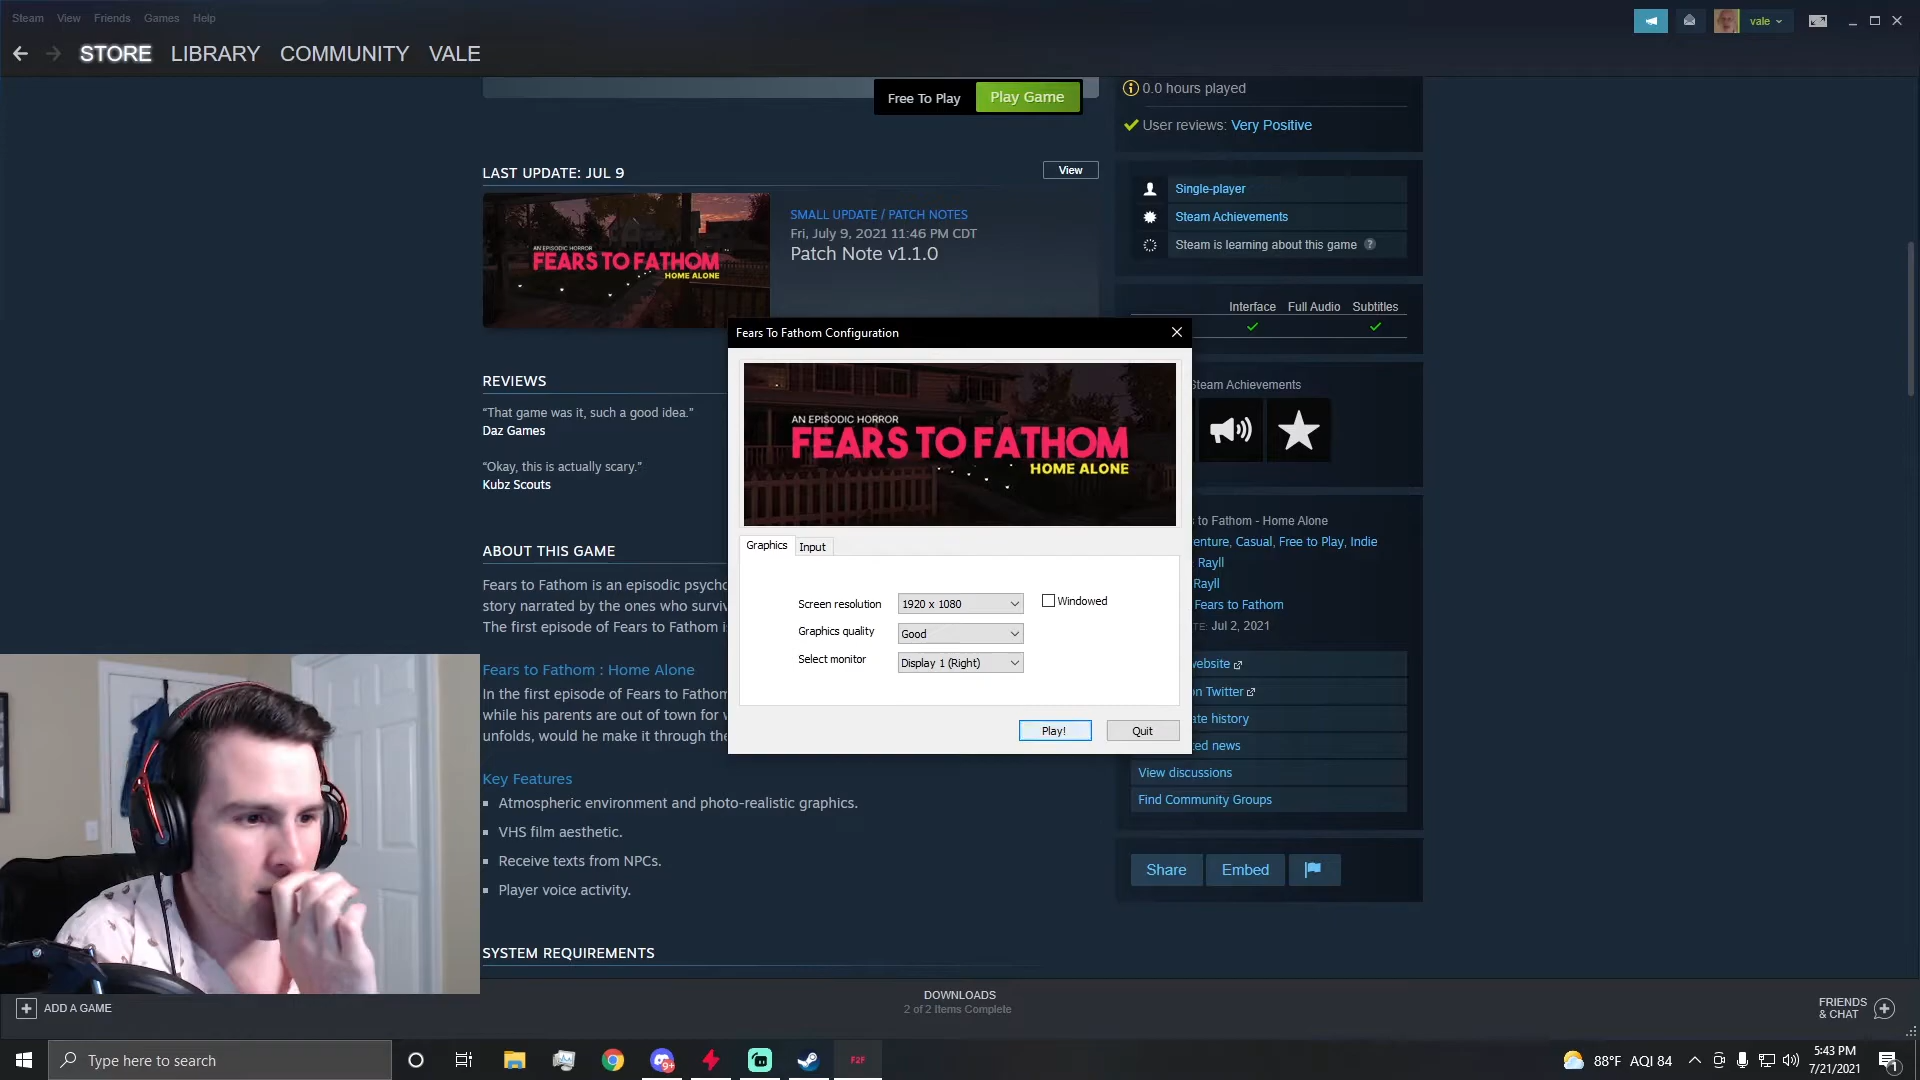 Steam View Friends Games Help
vale
STORE LIBRARY COMMUNITY VALE
Free To Play Play Game
0.0 hours played
User reviews: Very Positive
LAST UPDATE: JUL 9
View
AN EPISODIC HORROR
FEARS TO FATHOM
HOME ALONE
SMALL UPDATE / PATCH NOTES
Fri, July 9, 2021 11:46 PM CDT
Patch Note v1.1.0
Single-player
Steam Achievements
Steam is learning about this game ?
Interface Full Audio Subtitles
Fears To Fathom Configuration
AN EPISODIC HORROR
FEARS TO FATHOM
HOME ALONE
Graphics Input
Screen resolution 1920 x 1080 Windowed
Graphics quality Good
Select monitor Display 1 (Right)
Play! Quit
REVIEWS
“That game was it, such a good idea.”
Daz Games
“Okay, this is actually scary.”
Kubz Scouts
ABOUT THIS GAME
Fears to Fathom is an episodic psycho
story narrated by the ones who surviv
The first episode of Fears to Fathom i
Fears to Fathom : Home Alone
In the first episode of Fears to Fathom
while his parents are out of town for
unfolds, would he make it through the
Key Features
Atmospheric environment and photo-realistic graphics.
VHS film aesthetic.
Receive texts from NPCs.
Player voice activity.
SYSTEM REQUIREMENTS
Steam Achievements
to Fathom - Home Alone
enture, Casual, Free to Play, Indie
Rayll
Rayll
Fears to Fathom
TE: Jul 2, 2021
website
on Twitter
ate history
ted news
View discussions
Find Community Groups
Share Embed
ADD A GAME
DOWNLOADS
2 of 2 Items Complete
FRIENDS
& CHAT
Type here to search
9+
F2F
88°F AQI 84
5:43 PM
7/21/2021
1